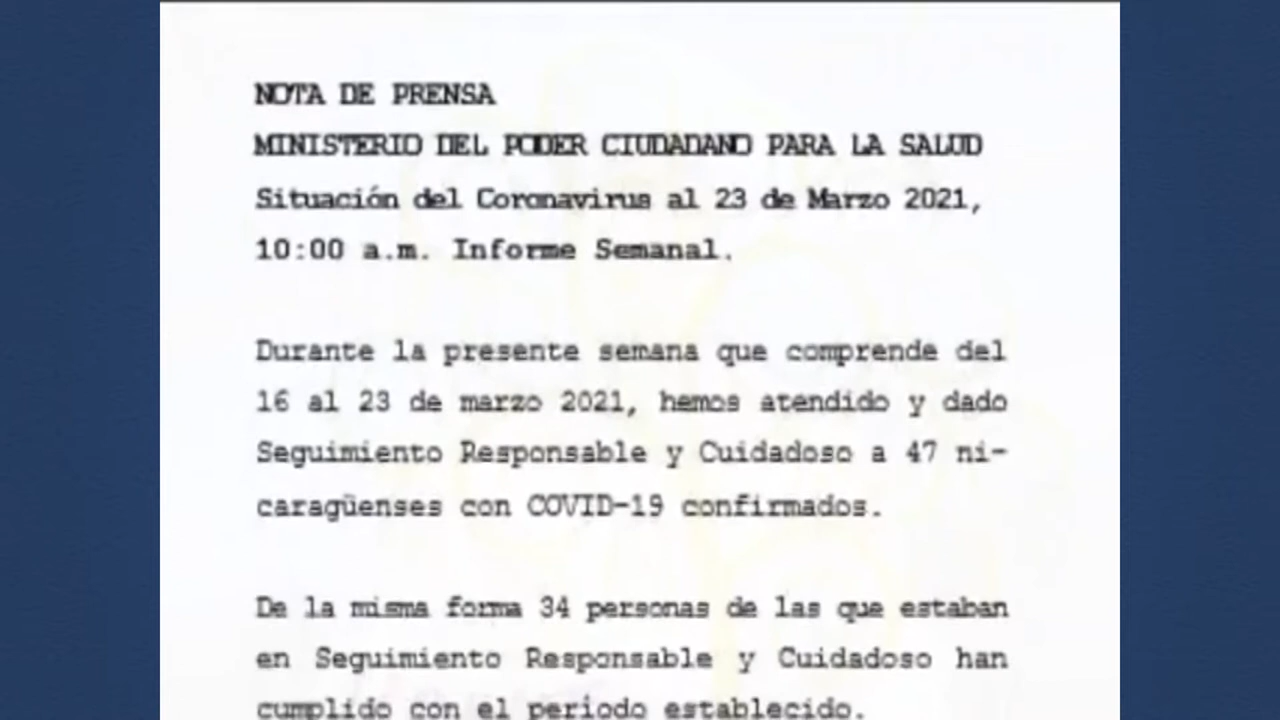 NOTA DE PRENSA
MINISTERIO DEL PODER CIUDADANO PARA LA SALUD
Situación del Coronavirus al 23 de Marzo 2021,
10:00 a.m. Informe Semanal.
Durante la presente semana que comprende del
16 al 23 de marzo 2021, hemos atendido y dado
Seguimiento Responsable y Cuidadoso a 47 ni-
caragüenses con COVID-19 confirmados.
De la misma forma 34 personas de las que estaban
en Seguimiento Responsable y Cuidadoso han
cumplido con el periodo establecido.